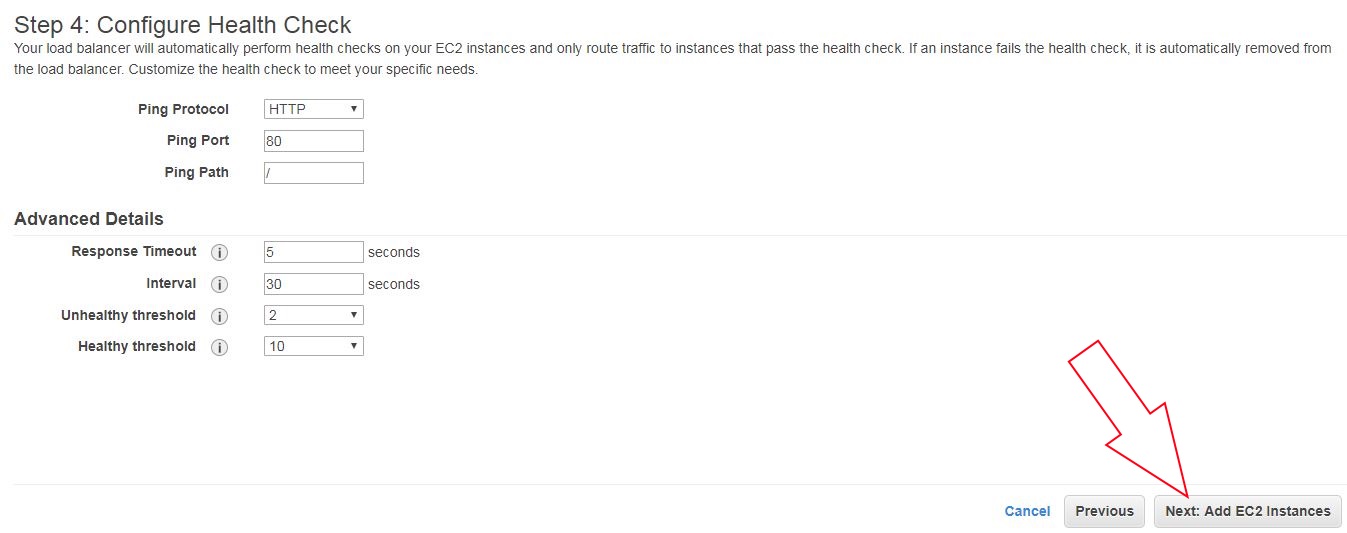 Step 4: Configure Health Check
Your load balancer will automatically perform health checks on your EC2 instances and only route traffic to instances that pass the health check. If an instance fails the health check, it is automatically removed from
the load balancer. Customize the health check to meet your specific needs.
Ping Protocol HTTP
Ping Port 80
Ping Path /
Advanced Details
Response Timeout i 5 seconds
Interval i 30 seconds
Unhealthy threshold i 2
Healthy threshold i 10
Cancel Previous Next: Add EC2 Instances